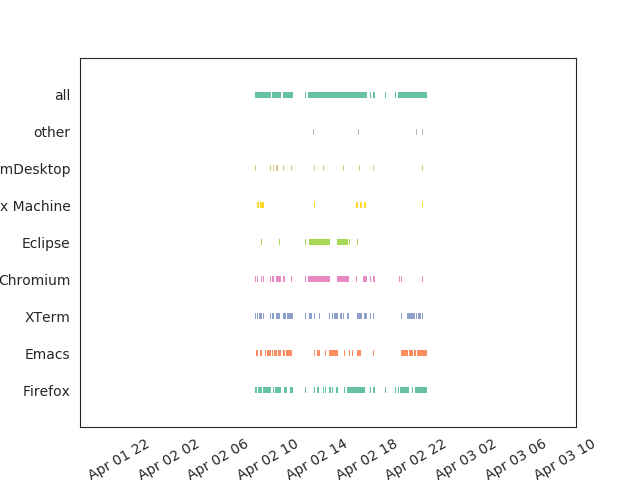 all
other
mDesktop
x Machine
Eclipse
Chromium
XTerm
Emacs
Firefox
Apr 01 22
Apr 02 02
Apr 02 06
Apr 02 10
Apr 02 14
Apr 02 18
Apr 02 22
Apr 03 02
Apr 03 06
Apr 03 10